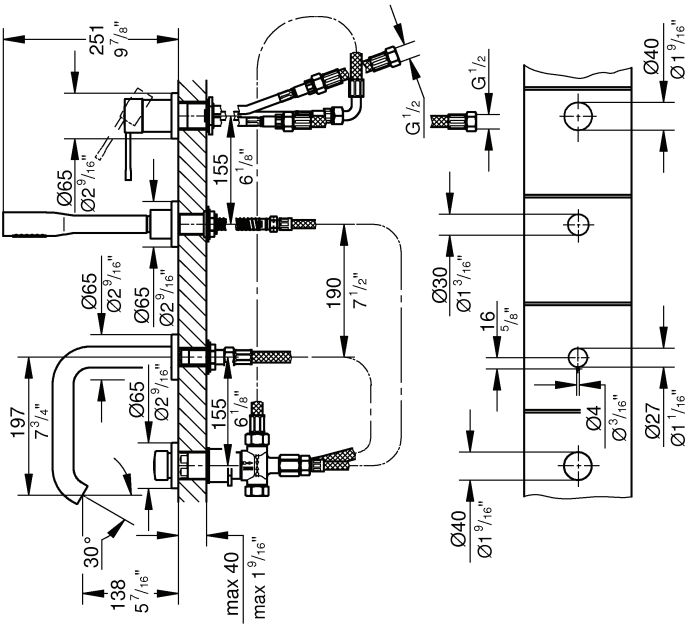 251
9 7/8"
Ø65
Ø2 9/16"
155
6 1/8"
G 1/2
G 1/2
Ø40
Ø1 9/16"
Ø65
Ø2 9/16"
Ø65
Ø2 9/16"
190
7 1/2"
Ø30
Ø1 3/16"
16
5/8"
197
7 3/4"
Ø65
Ø2 9/16"
155
6 1/8"
Ø4
Ø 3/16"
Ø27
Ø1 1/16"
30°
Ø40
Ø1 9/16"
138
5 7/16"
max 40
max 1 9/16"